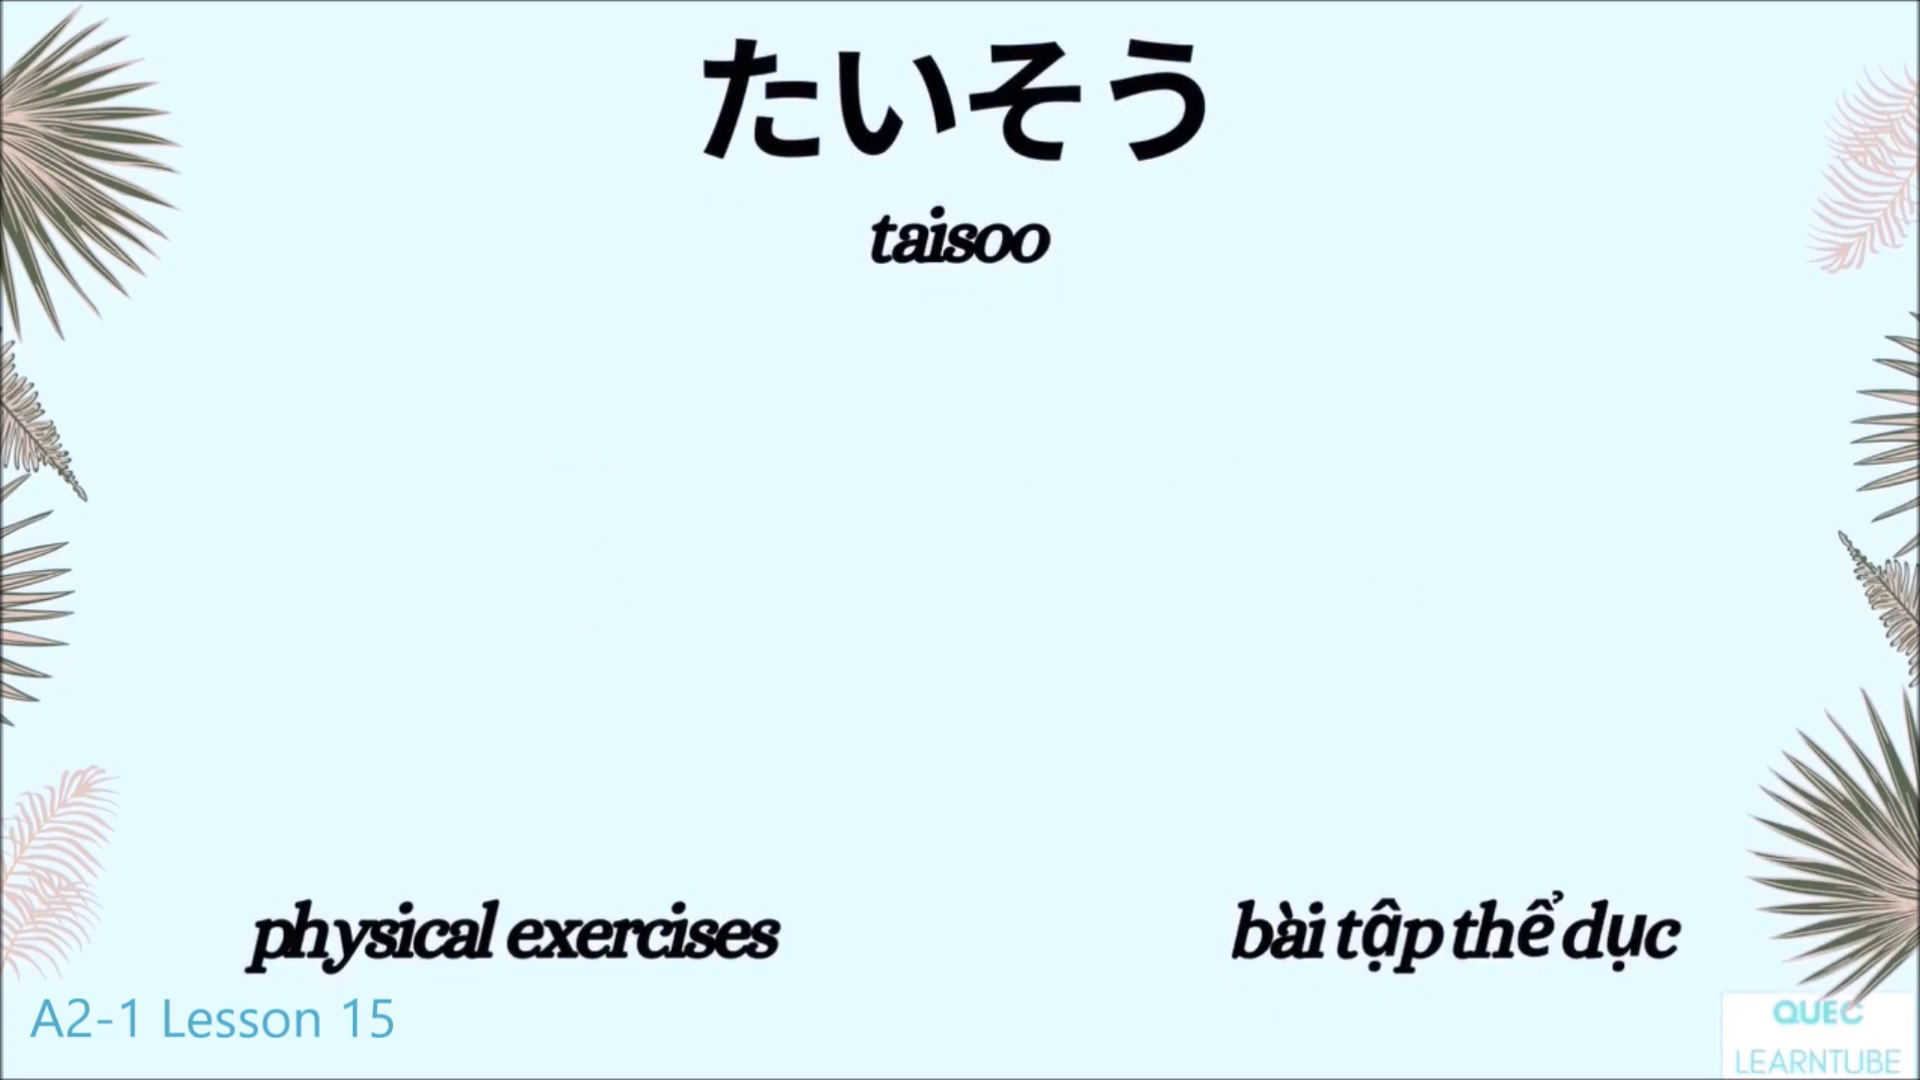 たいそう
taisoo
physical exercises
bài tập thể dục
A2-1 Lesson 15
QUEC
LEARNTUBE